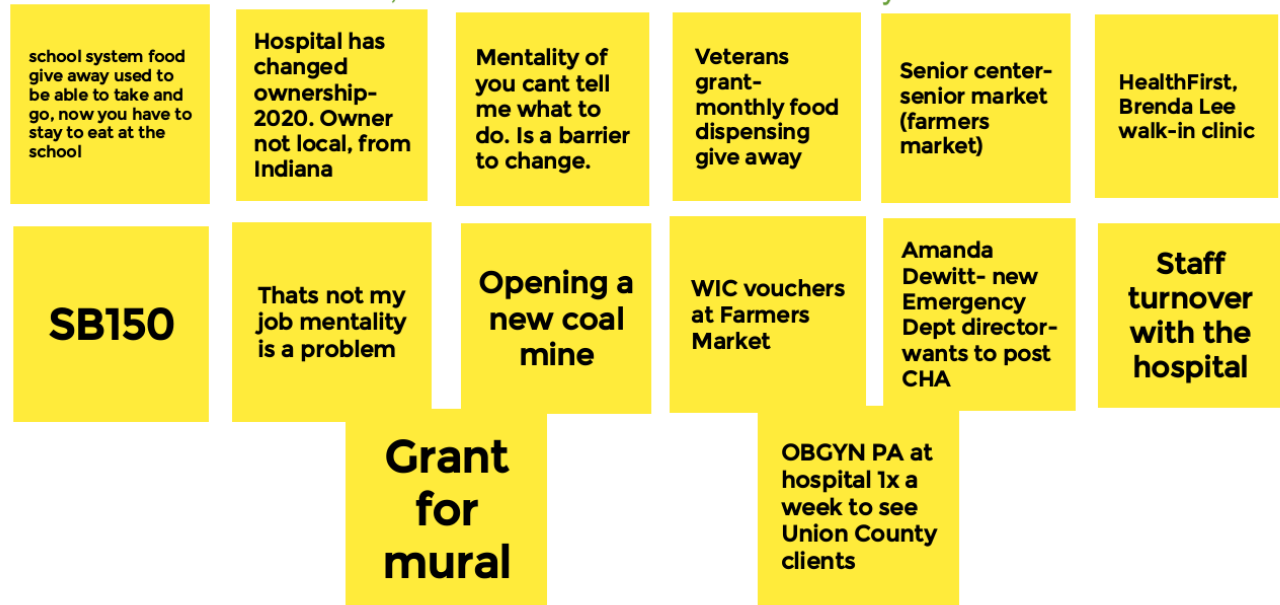 school system food
give away used to
be able to take and
go, now you have to
stay to eat at the
school
Hospital has
changed
ownership-
2020. Owner
not local, from
Indiana
Mentality of
you cant tell
me what to
do. Is a barrier
to change.
Veterans
grant-
monthly food
dispensing
give away
Senior center-
senior market
(farmers
market)
HealthFirst,
Brenda Lee
walk-in clinic
SB150
Thats not my
job mentality
is a problem
Opening a
new coal
mine
WIC vouchers
at Farmers
Market
Amanda
Dewitt- new
Emergency
Dept director-
wants to post
CHA
Staff
turnover
with the
hospital
Grant
for
mural
OBGYN PA at
hospital 1x a
week to see
Union County
clients